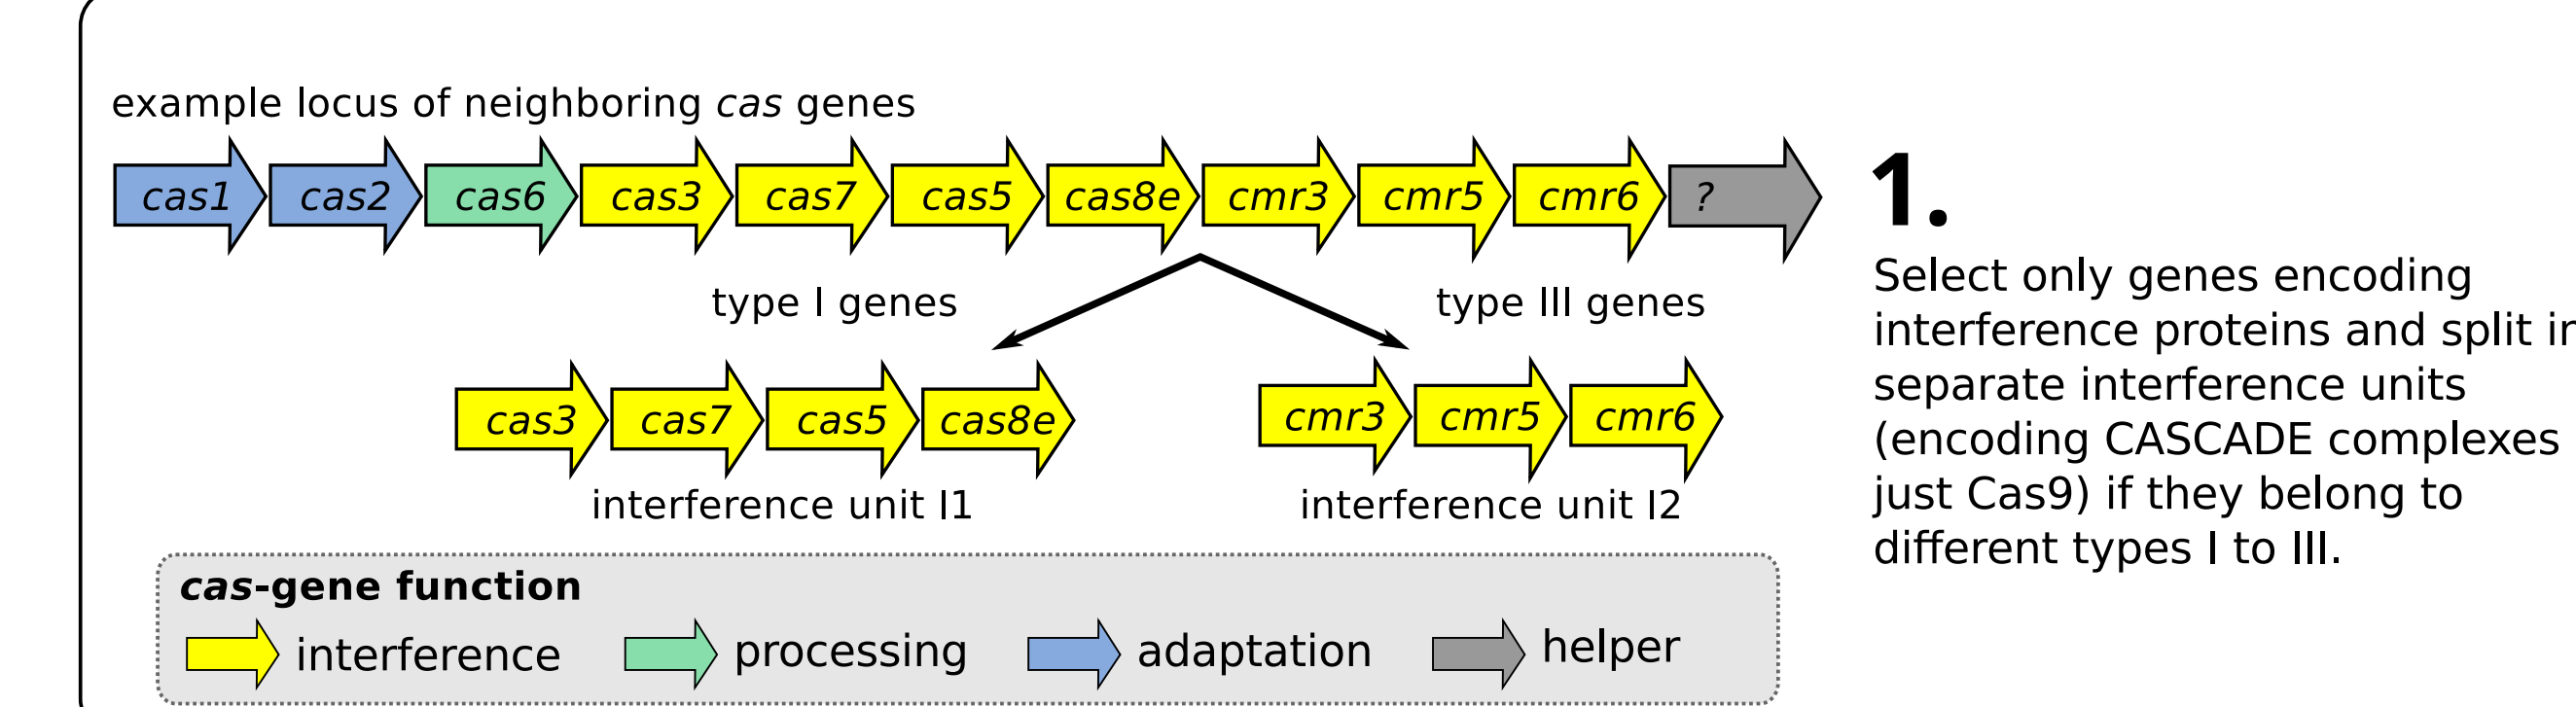 example locus of neighboring cas genes
cas1 cas2 cas6 cas3 cas7 cas5 cas8e cmr3 cmr5 cmr6 ?
type I genes
type III genes
cas3 cas7 cas5 cas8e
cmr3 cmr5 cmr6
interference unit I1
interference unit I2
cas-gene function
interference processing adaptation helper
1.
Select only genes encoding
interference proteins and split
separate interference units
(encoding CASCADE complexes
just Cas9) if they belong to
different types I to III.